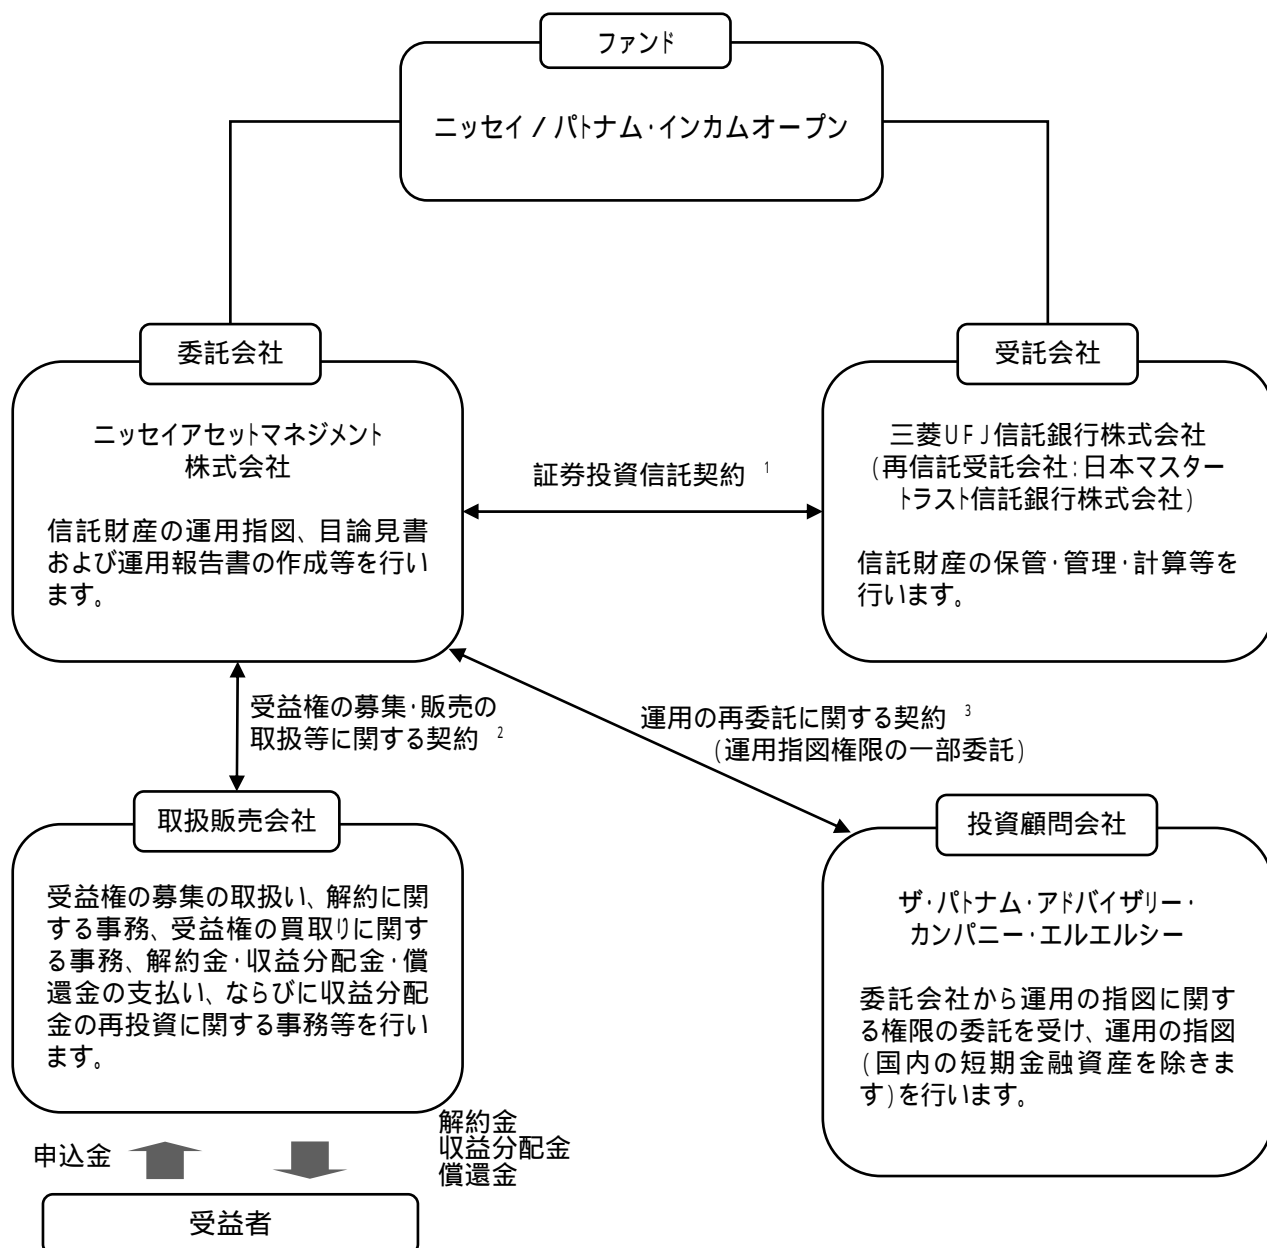 ファンド
ニッセイ/パトナム・インカムオープン
委託会社
ニッセイアセットマネジメント
株式会社
信託財産の運用指図、目論見書
および運用報告書の作成等を行い
ます。
証券投資信託契約 1
受託会社
三菱UFJ信託銀行株式会社
(再信託受託会社:日本マスター
トラスト信託銀行株式会社)
信託財産の保管・管理・計算等を
行います。
受益権の募集・販売の
取扱等に関する契約 2
運用の再委託に関する契約 3
(運用指図権限の一部委託)
取扱販売会社
受益権の募集の取扱い、解約に関
する事務、受益権の買取りに関す
る事務、解約金・収益分配金・償
還金の支払い、ならびに収益分配
金の再投資に関する事務等を行い
ます。
投資顧問会社
ザ・パトナム・アドバイザリー・
カンパニー・エルエルシー
委託会社から運用の指図に関す
る権限の委託を受け、運用の指図
(国内の短期金融資産を除きま
す)を行います。
申込金
解約金
収益分配金
償還金
受益者